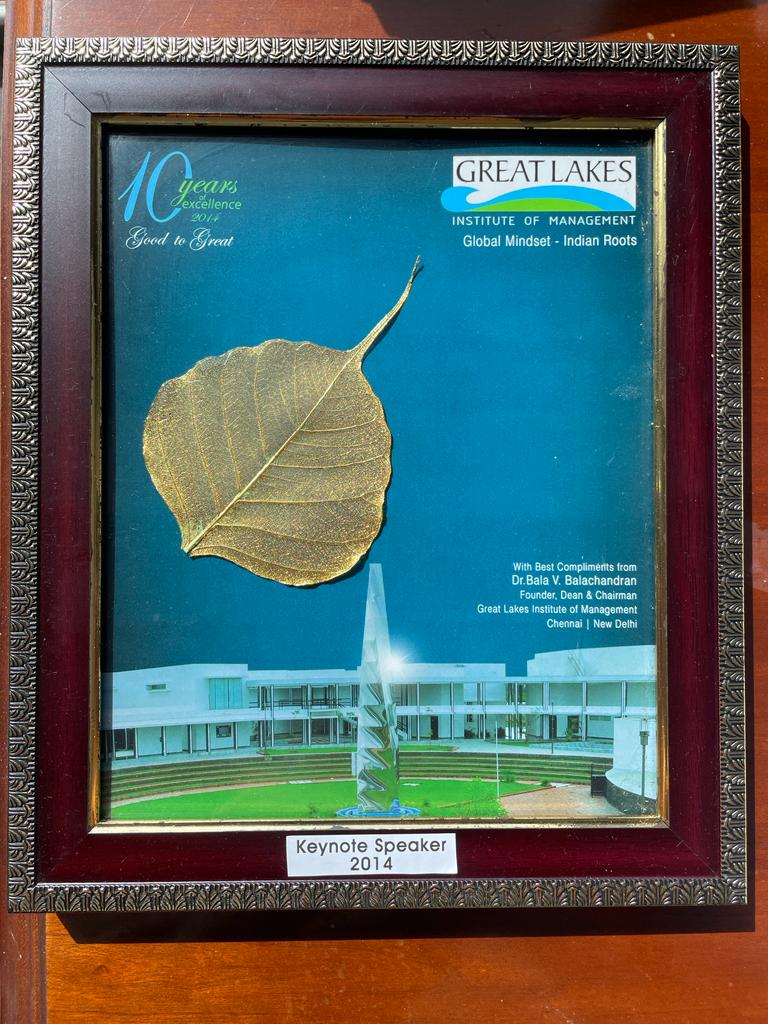 10 years
of
excellence
2014
Good to Great
GREAT LAKES
INSTITUTE OF MANAGEMENT
Global Mindset - Indian Roots
With Best Compliments from
Dr.Bala V. Balachandran
Founder, Dean & Chairman
Great Lakes Institute of Management
Chennai | New Delhi
Keynote Speaker
2014